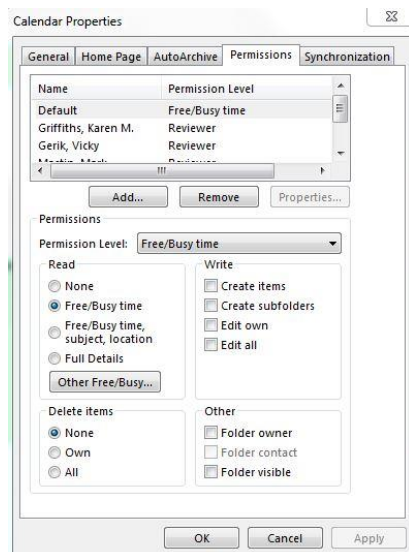 Calendar Properties
General Home Page AutoArchive Permissions Synchronization
Name Permission Level
Default Free/Busy time
Griffiths, Karen M. Reviewer
Gerik, Vicky Reviewer
Add... Remove Properties...
Permissions
Permission Level: Free/Busy time
Read Write
None Create items
Free/Busy time Create subfolders
Free/Busy time, Edit own
subject, location Edit all
Full Details
Other Free/Busy...
Delete items Other
None Folder owner
Own Folder contact
All Folder visible
OK Cancel Apply